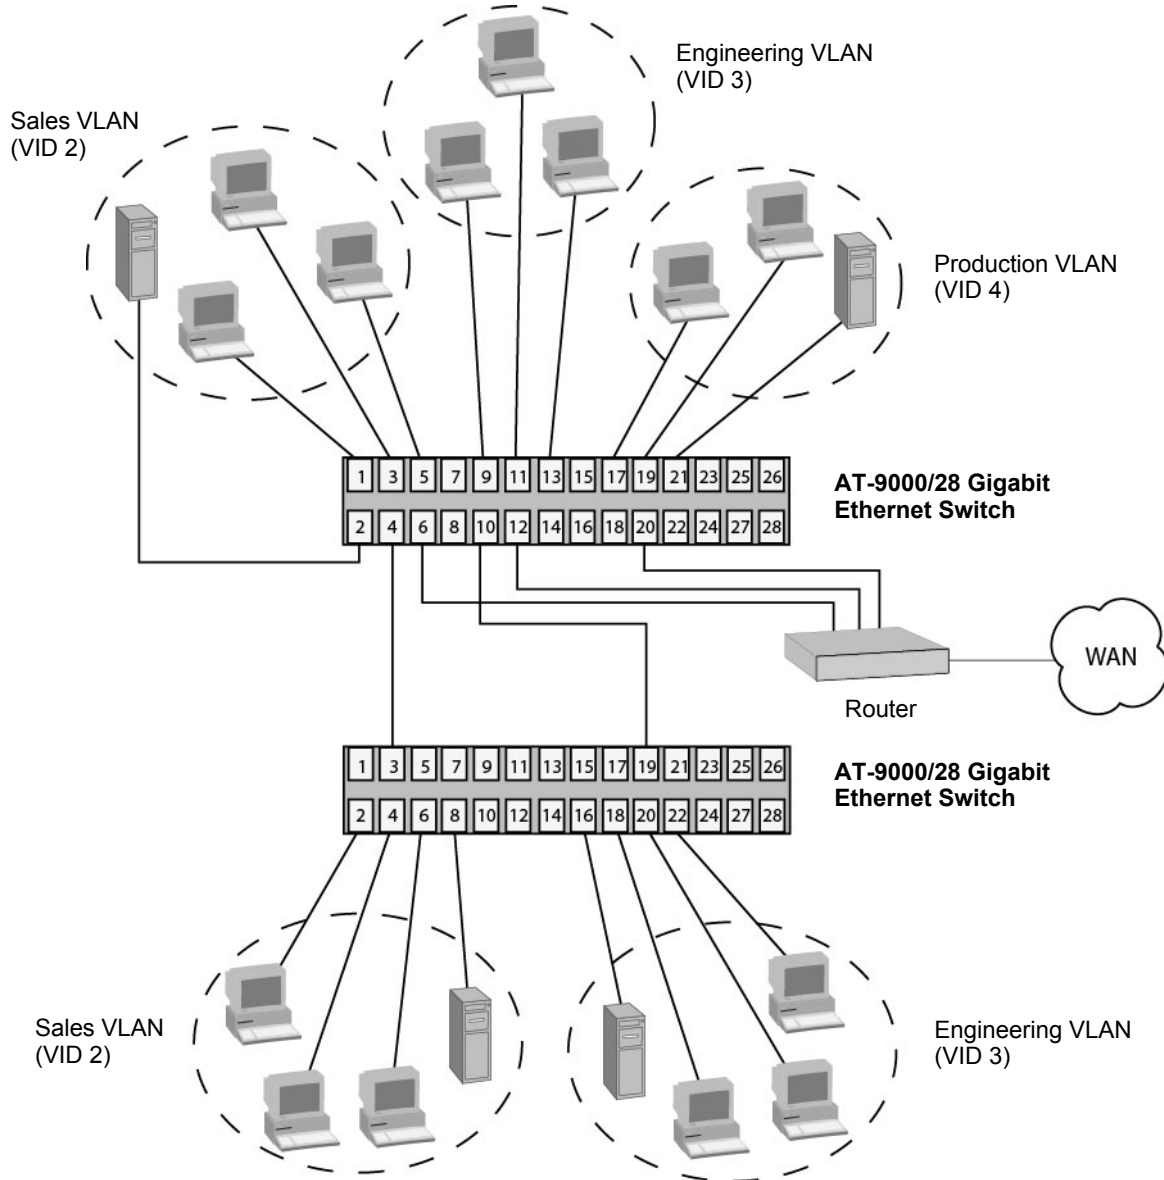 Engineering VLAN
(VID 3)
Sales VLAN
(VID 2)
Production VLAN
(VID 4)
1 3 5 7 9 11 13 15 17 19 21 23 25 26
2 4 6 8 10 12 14 16 18 20 22 24 27 28
AT-9000/28 Gigabit
Ethernet Switch
WAN
Router
1 3 5 7 9 11 13 15 17 19 21 23 25 26
2 4 6 8 10 12 14 16 18 20 22 24 27 28
AT-9000/28 Gigabit
Ethernet Switch
Sales VLAN
(VID 2)
Engineering VLAN
(VID 3)